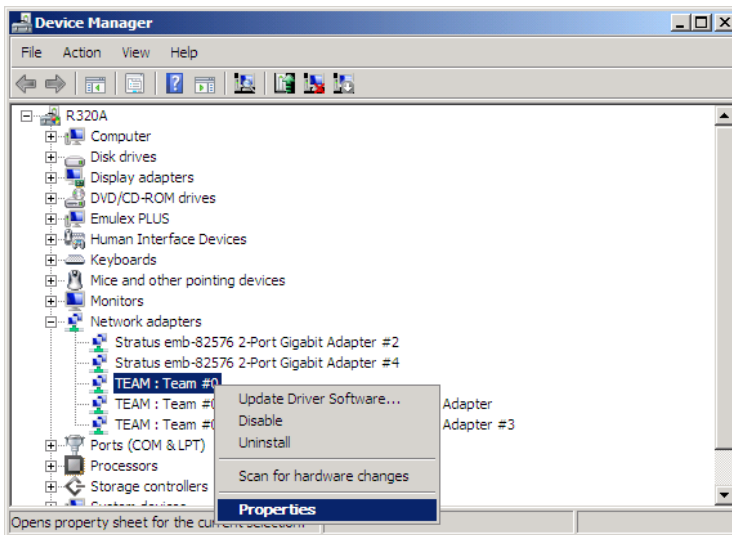 Device Manager
File Action View Help
R320A
Computer
Disk drives
Display adapters
DVD/CD-ROM drives
Emulex PLUS
Human Interface Devices
Keyboards
Mice and other pointing devices
Monitors
Network adapters
Stratus emb-82576 2-Port Gigabit Adapter #2
Stratus emb-82576 2-Port Gigabit Adapter #4
TEAM : Team #0
TEAM : Team #0 Adapter
TEAM : Team #0 Adapter #3
Ports (COM & LPT)
Processors
Storage controllers
System devices
Update Driver Software...
Disable
Uninstall
Scan for hardware changes
Properties
Opens property sheet for the current selection.